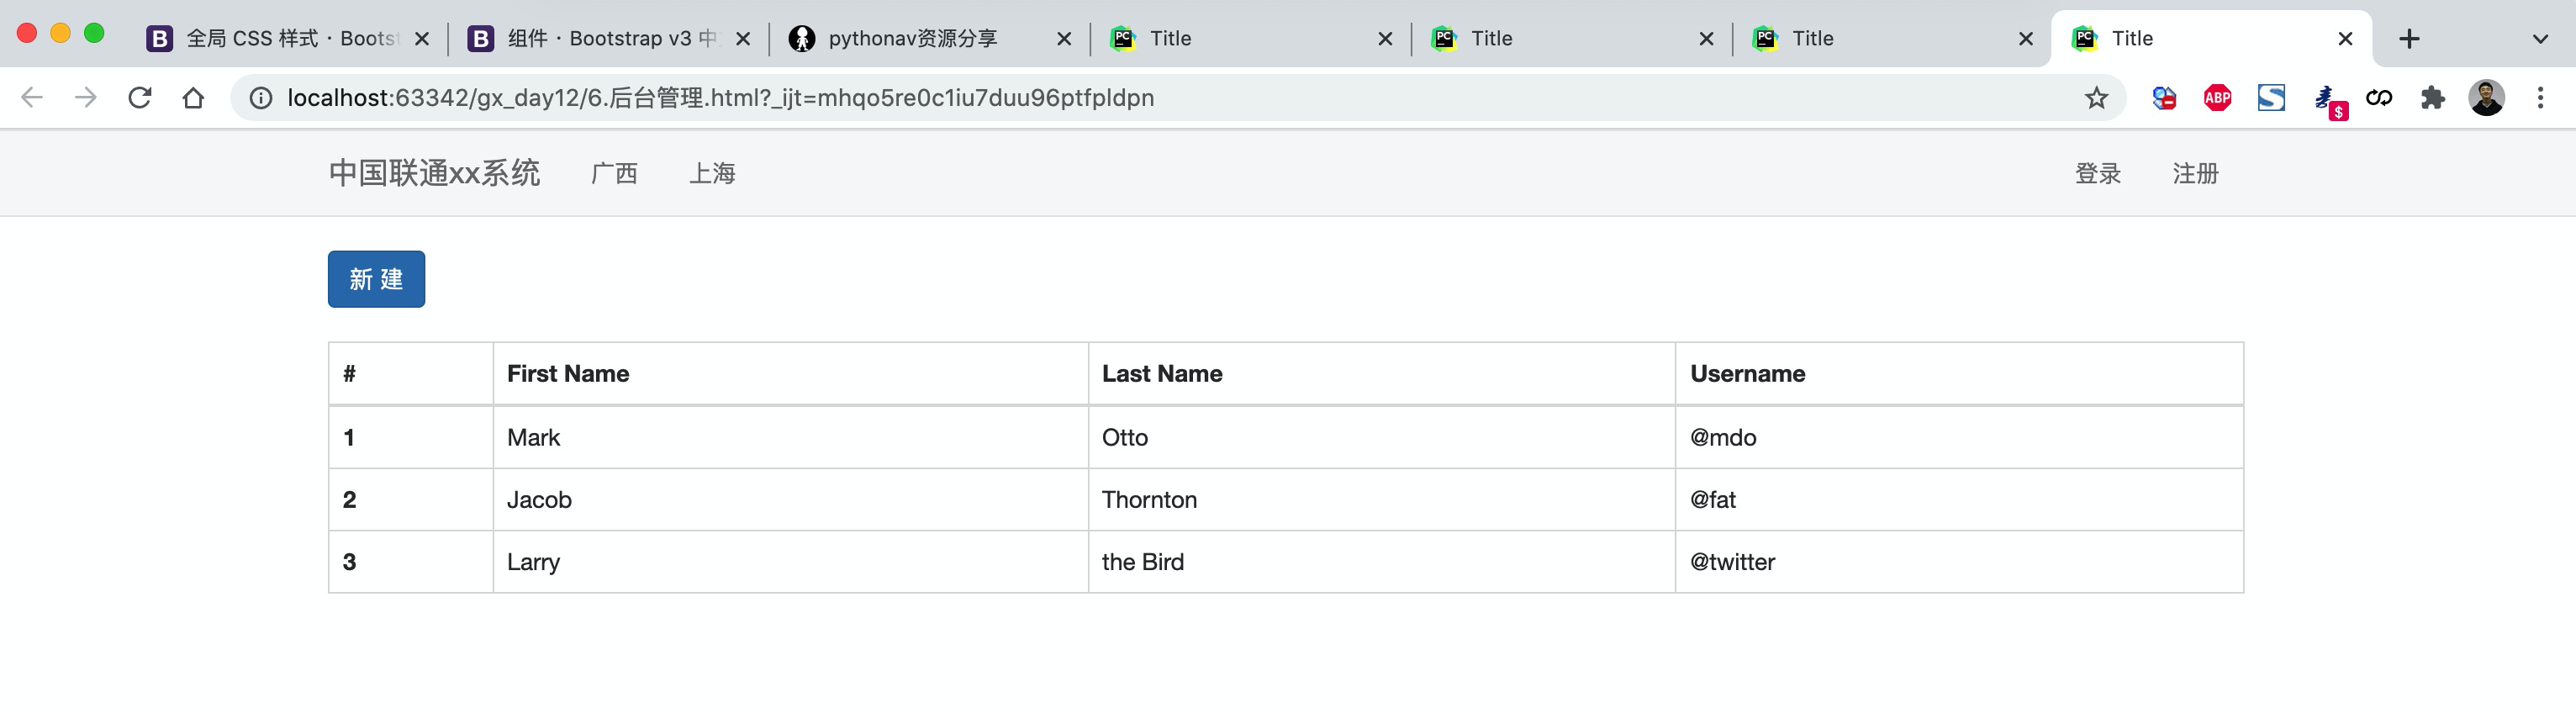 全局 CSS 样式 · Boots
组件 · Bootstrap v3 中
pythonav资源分享
Title
Title
Title
Title
localhost:63342/gx_day12/6.后台管理.html?_ijt=mhqo5re0c1iu7duu96ptfpldpn
ABP
中国联通xx系统 广西 上海 登录 注册
新 建
# First Name Last Name Username
1 Mark Otto @mdo
2 Jacob Thornton @fat
3 Larry the Bird @twitter